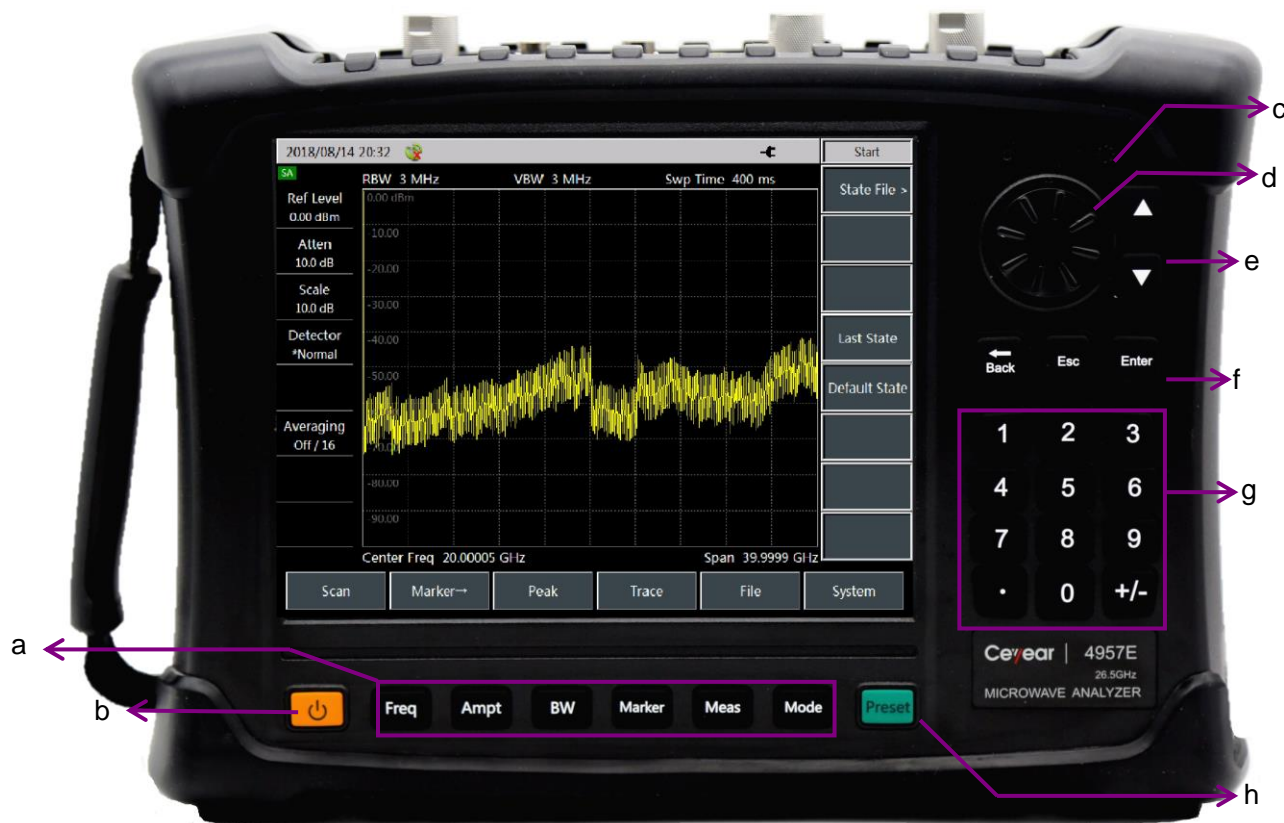 c
2018/08/14 20:32
Start
SA
RBW 3 MHz
VBW 3 MHz
Swp Time 400 ms
Ref Level
0.00 dBm
0.00 dBm
State File >
d
Atten
10.0 dB
-10.00
-20.00
e
Scale
10.0 dB
-30.00
Detector
*Normal
-40.00
Last State
Back
Esc
Enter
f
-50.00
Default State
Averaging
Off / 16
1 2 3
4 5 6
g
-80.00
7 8 9
-90.00
Center Freq 20.00005 GHz
Span 39.9999 GHz
. 0 +/-
Scan
Marker→
Peak
Trace
File
System
a
Ceyear | 4957E
26.5GHz
MICROWAVE ANALYZER
b
Freq
Ampt
BW
Marker
Meas
Mode
Preset
h